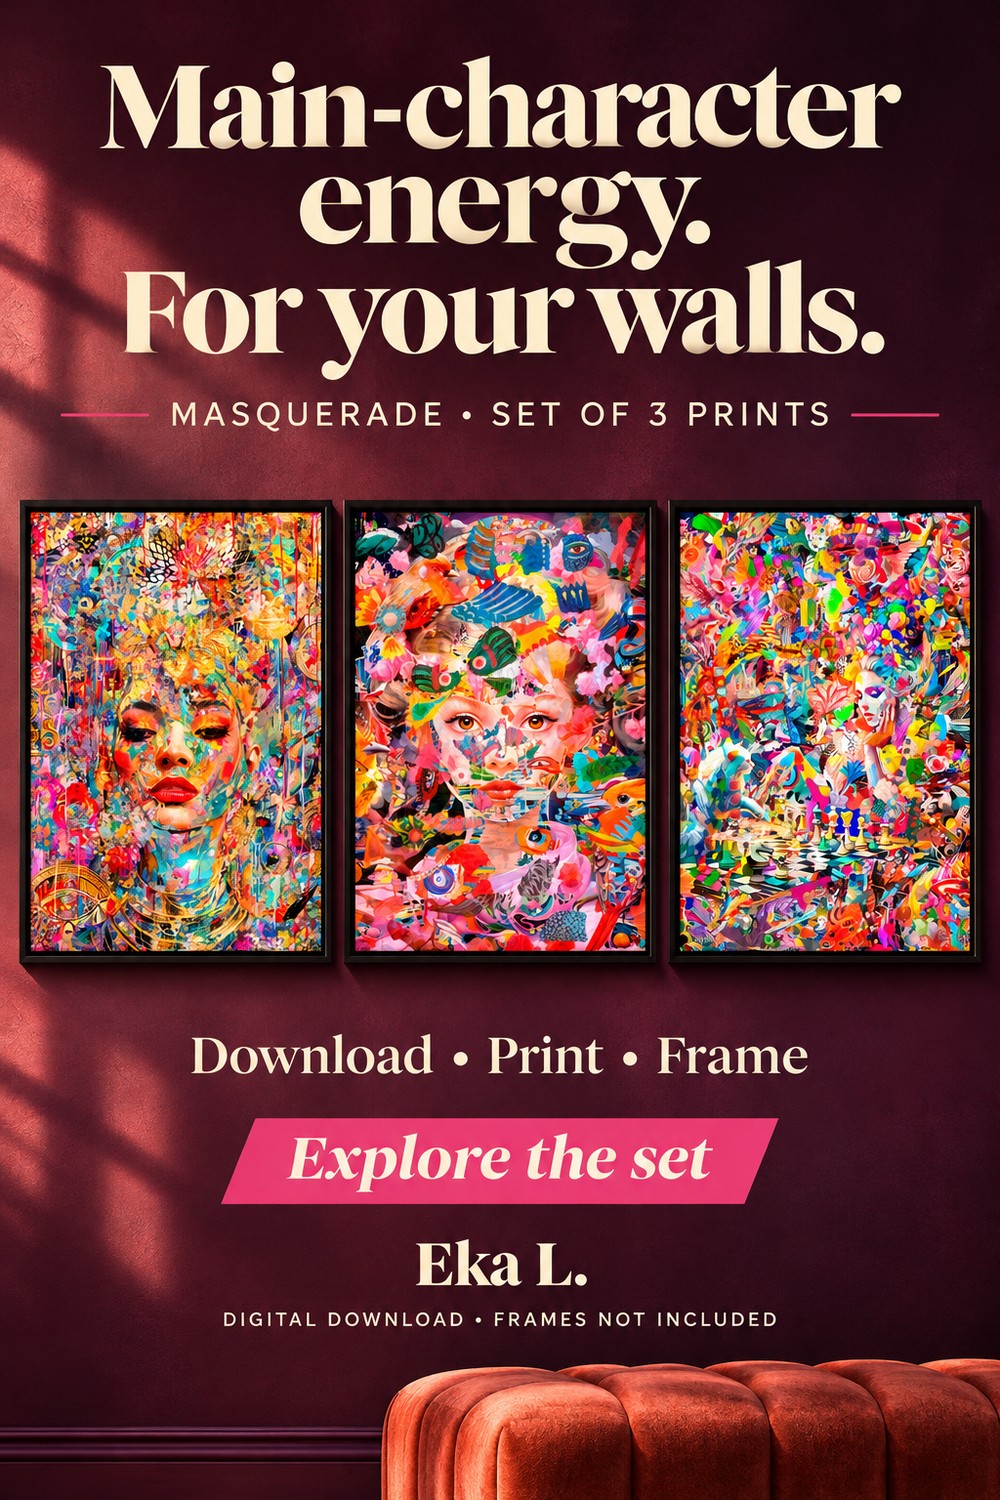 Main-character
energy.
For your walls.
MASQUERADE • SET OF 3 PRINTS
Download • Print • Frame
Explore the set
Eka L.
DIGITAL DOWNLOAD • FRAMES NOT INCLUDED